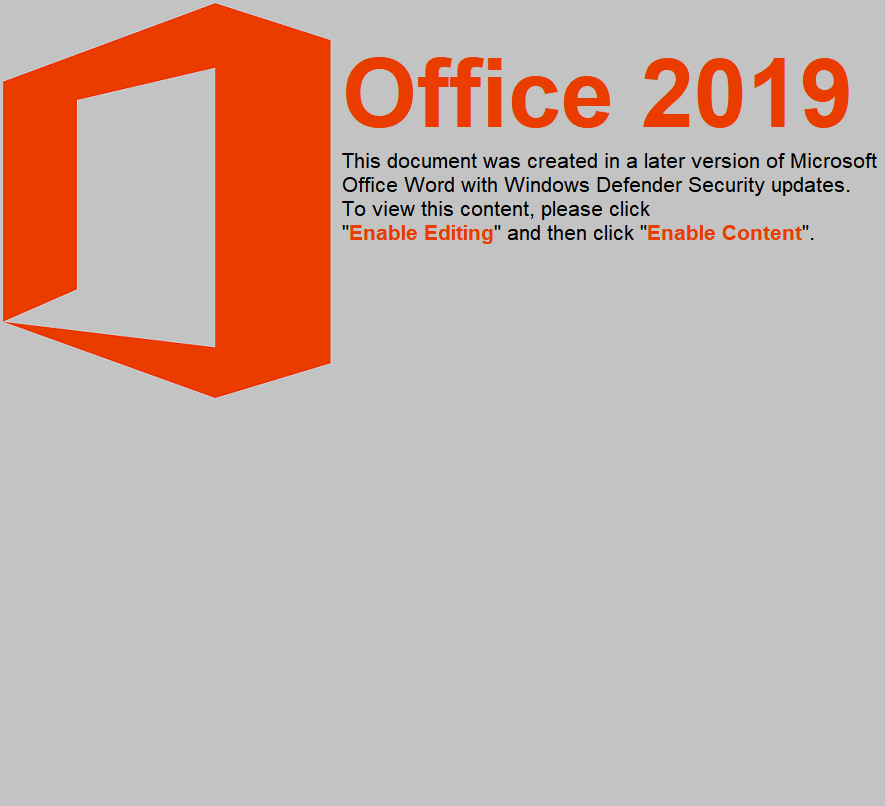 Office 2019
This document was created in a later version of Microsoft
Office Word with Windows Defender Security updates.
To view this content, please click
"Enable Editing" and then click "Enable Content".